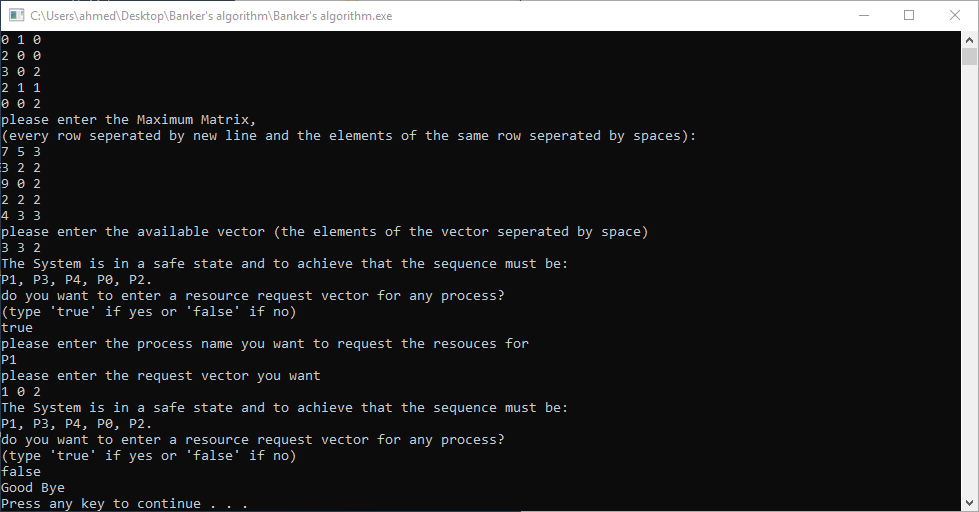 C:\Users\ahmed\Desktop\Banker's algorithm\Banker's algorithm.exe
0 1 0
2 0 0
3 0 2
2 1 1
0 0 2
please enter the Maximum Matrix,
(every row seperated by new line and the elements of the same row seperated by spaces):
7 5 3
3 2 2
9 0 2
2 2 2
4 3 3
please enter the available vector (the elements of the vector seperated by space)
3 3 2
The System is in a safe state and to achieve that the sequence must be:
P1, P3, P4, P0, P2.
do you want to enter a resource request vector for any process?
(type 'true' if yes or 'false' if no)
true
please enter the process name you want to request the resouces for
P1
please enter the request vector you want
1 0 2
The System is in a safe state and to achieve that the sequence must be:
P1, P3, P4, P0, P2.
do you want to enter a resource request vector for any process?
(type 'true' if yes or 'false' if no)
false
Good Bye
Press any key to continue . . .